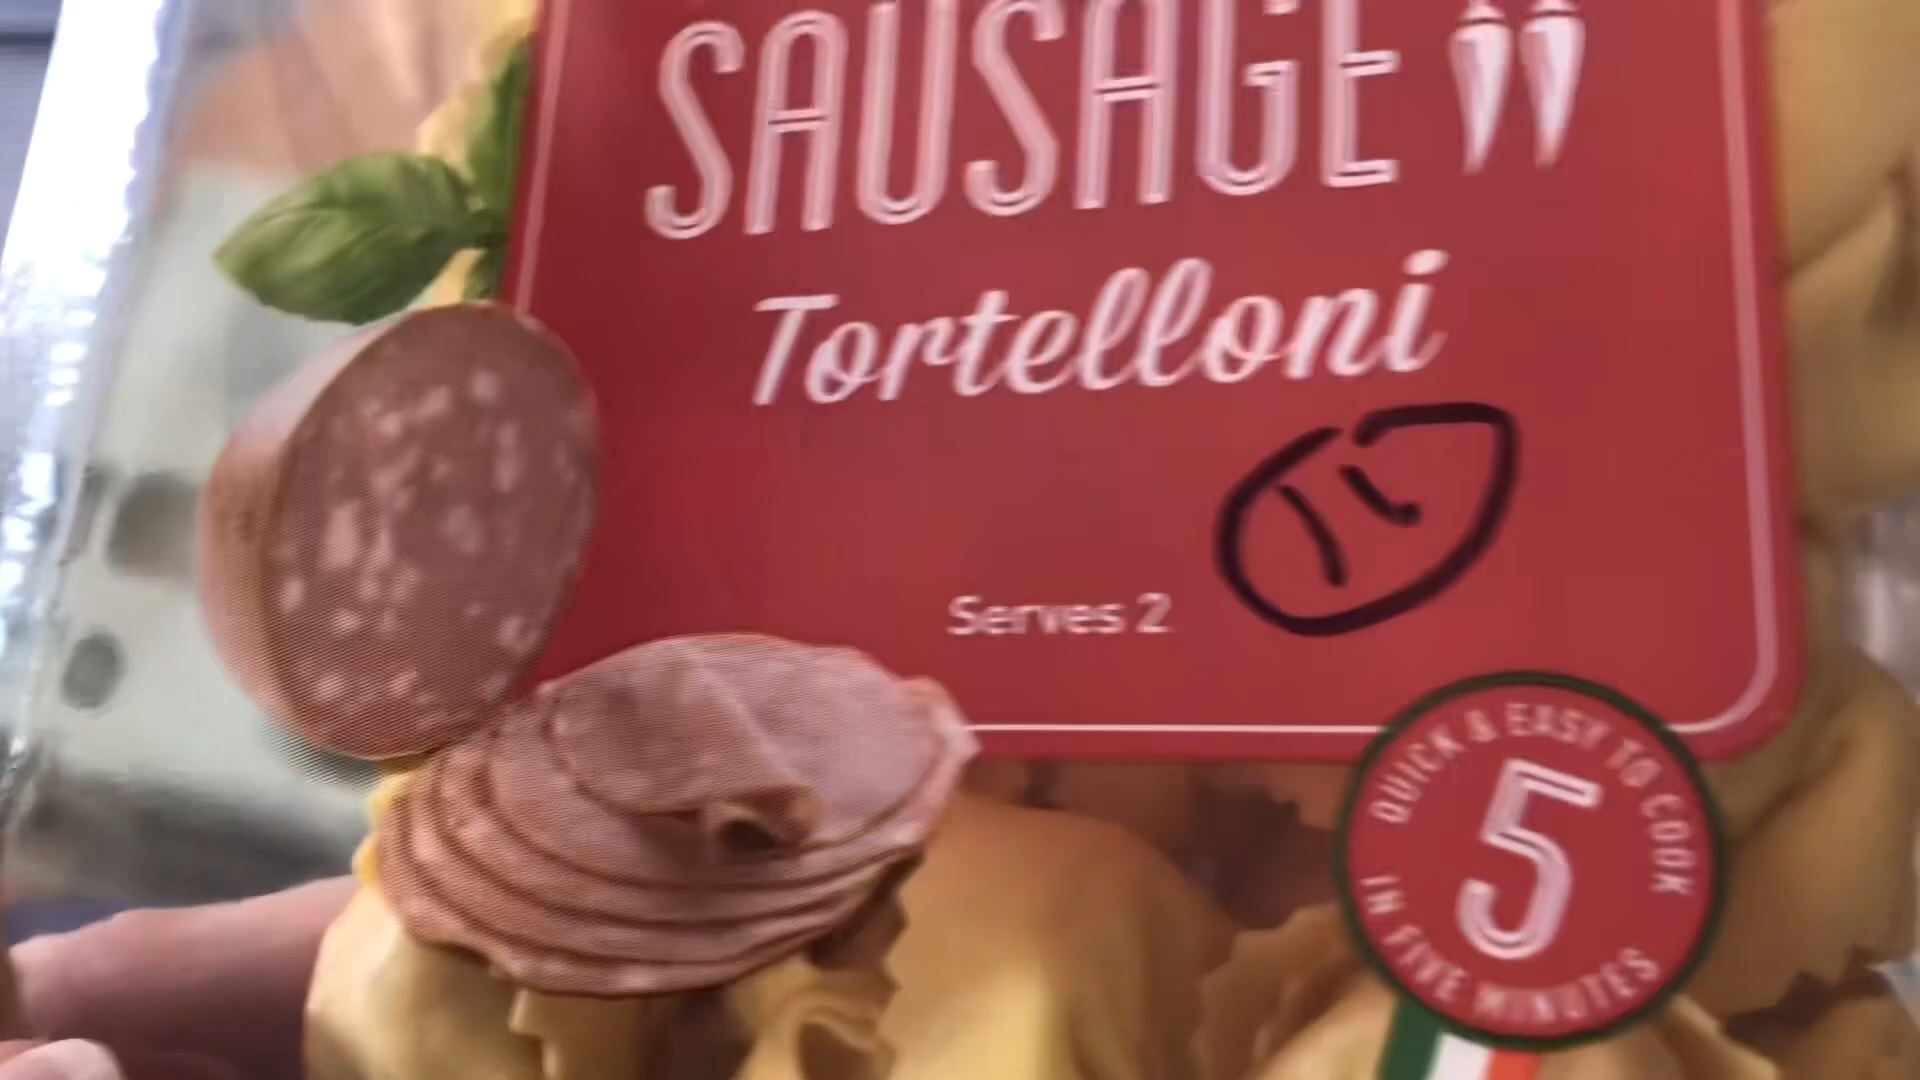 SAUSAGE
Tortelloni
Serves 2
QUICK & EASY TO COOK
5
IN FIVE MINUTES